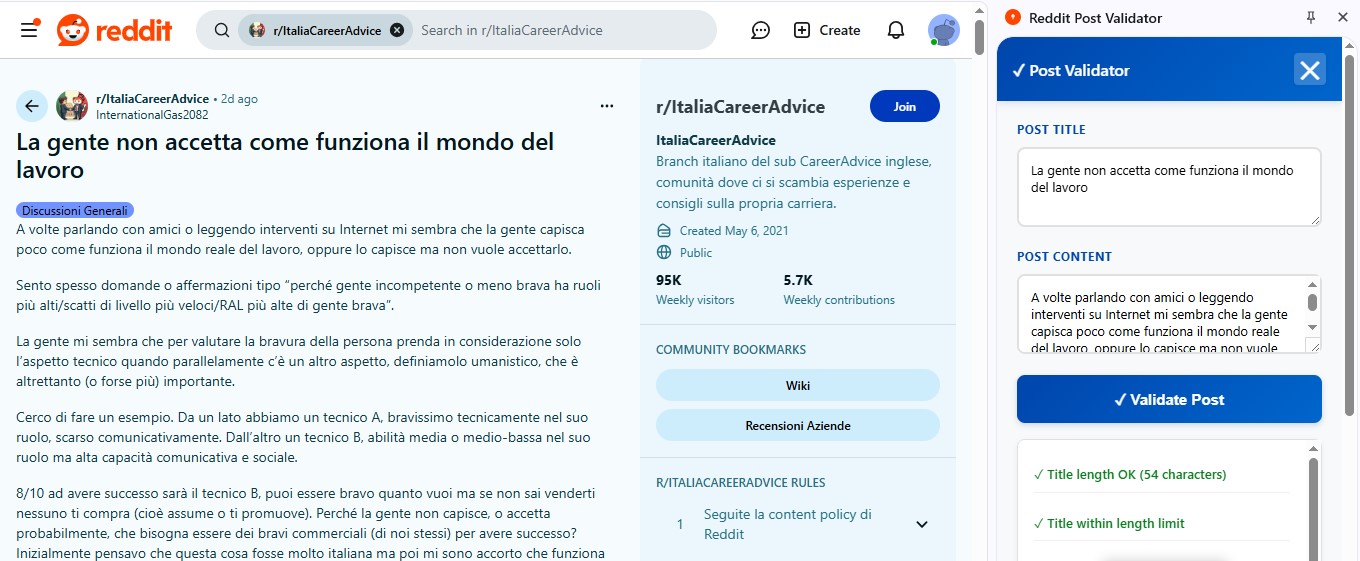 reddit
r/ItaliaCareerAdvice
Search in r/ItaliaCareerAdvice
Create
r/ItaliaCareerAdvice • 2d ago
InternationalGas2082
La gente non accetta come funziona il mondo del
lavoro
Discussioni Generali
A volte parlando con amici o leggendo interventi su Internet mi sembra che la gente capisca
poco come funziona il mondo reale del lavoro, oppure lo capisce ma non vuole accettarlo.
Sento spesso domande o affermazioni tipo “perché gente incompetente o meno brava ha ruoli
più alti/scatti di livello più veloci/RAL più alte di gente brava”.
La gente mi sembra che per valutare la bravura della persona prenda in considerazione solo
l’aspetto tecnico quando parallelamente c’è un altro aspetto, definiamolo umanistico, che è
altrettanto (o forse più) importante.
Cerco di fare un esempio. Da un lato abbiamo un tecnico A, bravissimo tecnicamente nel suo
ruolo, scarso comunicativamente. Dall’altro un tecnico B, abilità media o medio-bassa nel suo
ruolo ma alta capacità comunicativa e sociale.
8/10 ad avere successo sarà il tecnico B, puoi essere bravo quanto vuoi ma se non sai venderti
nessuno ti compra (cioè assume o ti promuove). Perché la gente non capisce, o accetta
probabilmente, che bisogna essere dei bravi commerciali (di noi stessi) per avere successo?
Inizialmente pensavo che questa cosa fosse molto italiana ma poi mi sono accorto che funziona
r/ItaliaCareerAdvice
Join
ItaliaCareerAdvice
Branch italiano del sub CareerAdvice inglese,
comunità dove ci si scambia esperienze e
consigli sulla propria carriera.
Created May 6, 2021
Public
95K
5.7K
Weekly visitors
Weekly contributions
COMMUNITY BOOKMARKS
Wiki
Recensioni Aziende
R/ITALIACAREERADVICE RULES
1
Seguite la content policy di
Reddit
Reddit Post Validator
✓ Post Validator
POST TITLE
La gente non accetta come funziona il mondo
del lavoro
POST CONTENT
A volte parlando con amici o leggendo
interventi su Internet mi sembra che la gente
capisca poco come funziona il mondo reale
del lavoro, oppure lo capisce ma non vuole
✓ Validate Post
✓ Title length OK (54 characters)
✓ Title within length limit